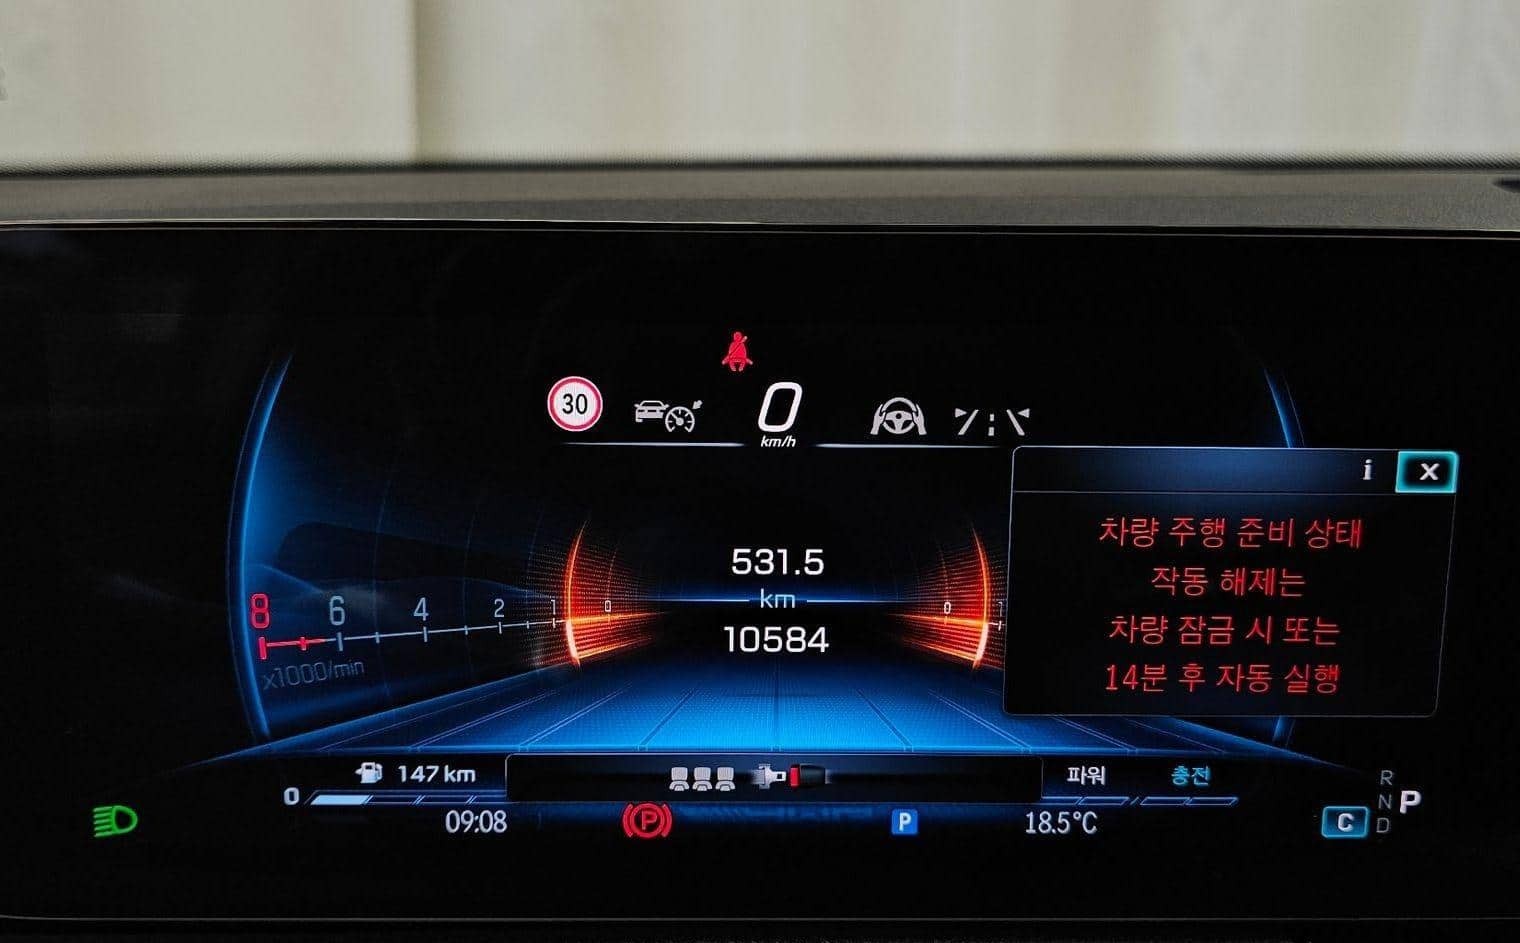 30
0
km/h
i X
차량 주행 준비 상태
작동 해제는
차량 잠금 시 또는
14분 후 자동 실행
531.5
km
10584
8 6 4 2 1 0
0 1
x1000/min
147 km
0
파워 충전
09:08
P
P
18.5°C
R
N P
C D